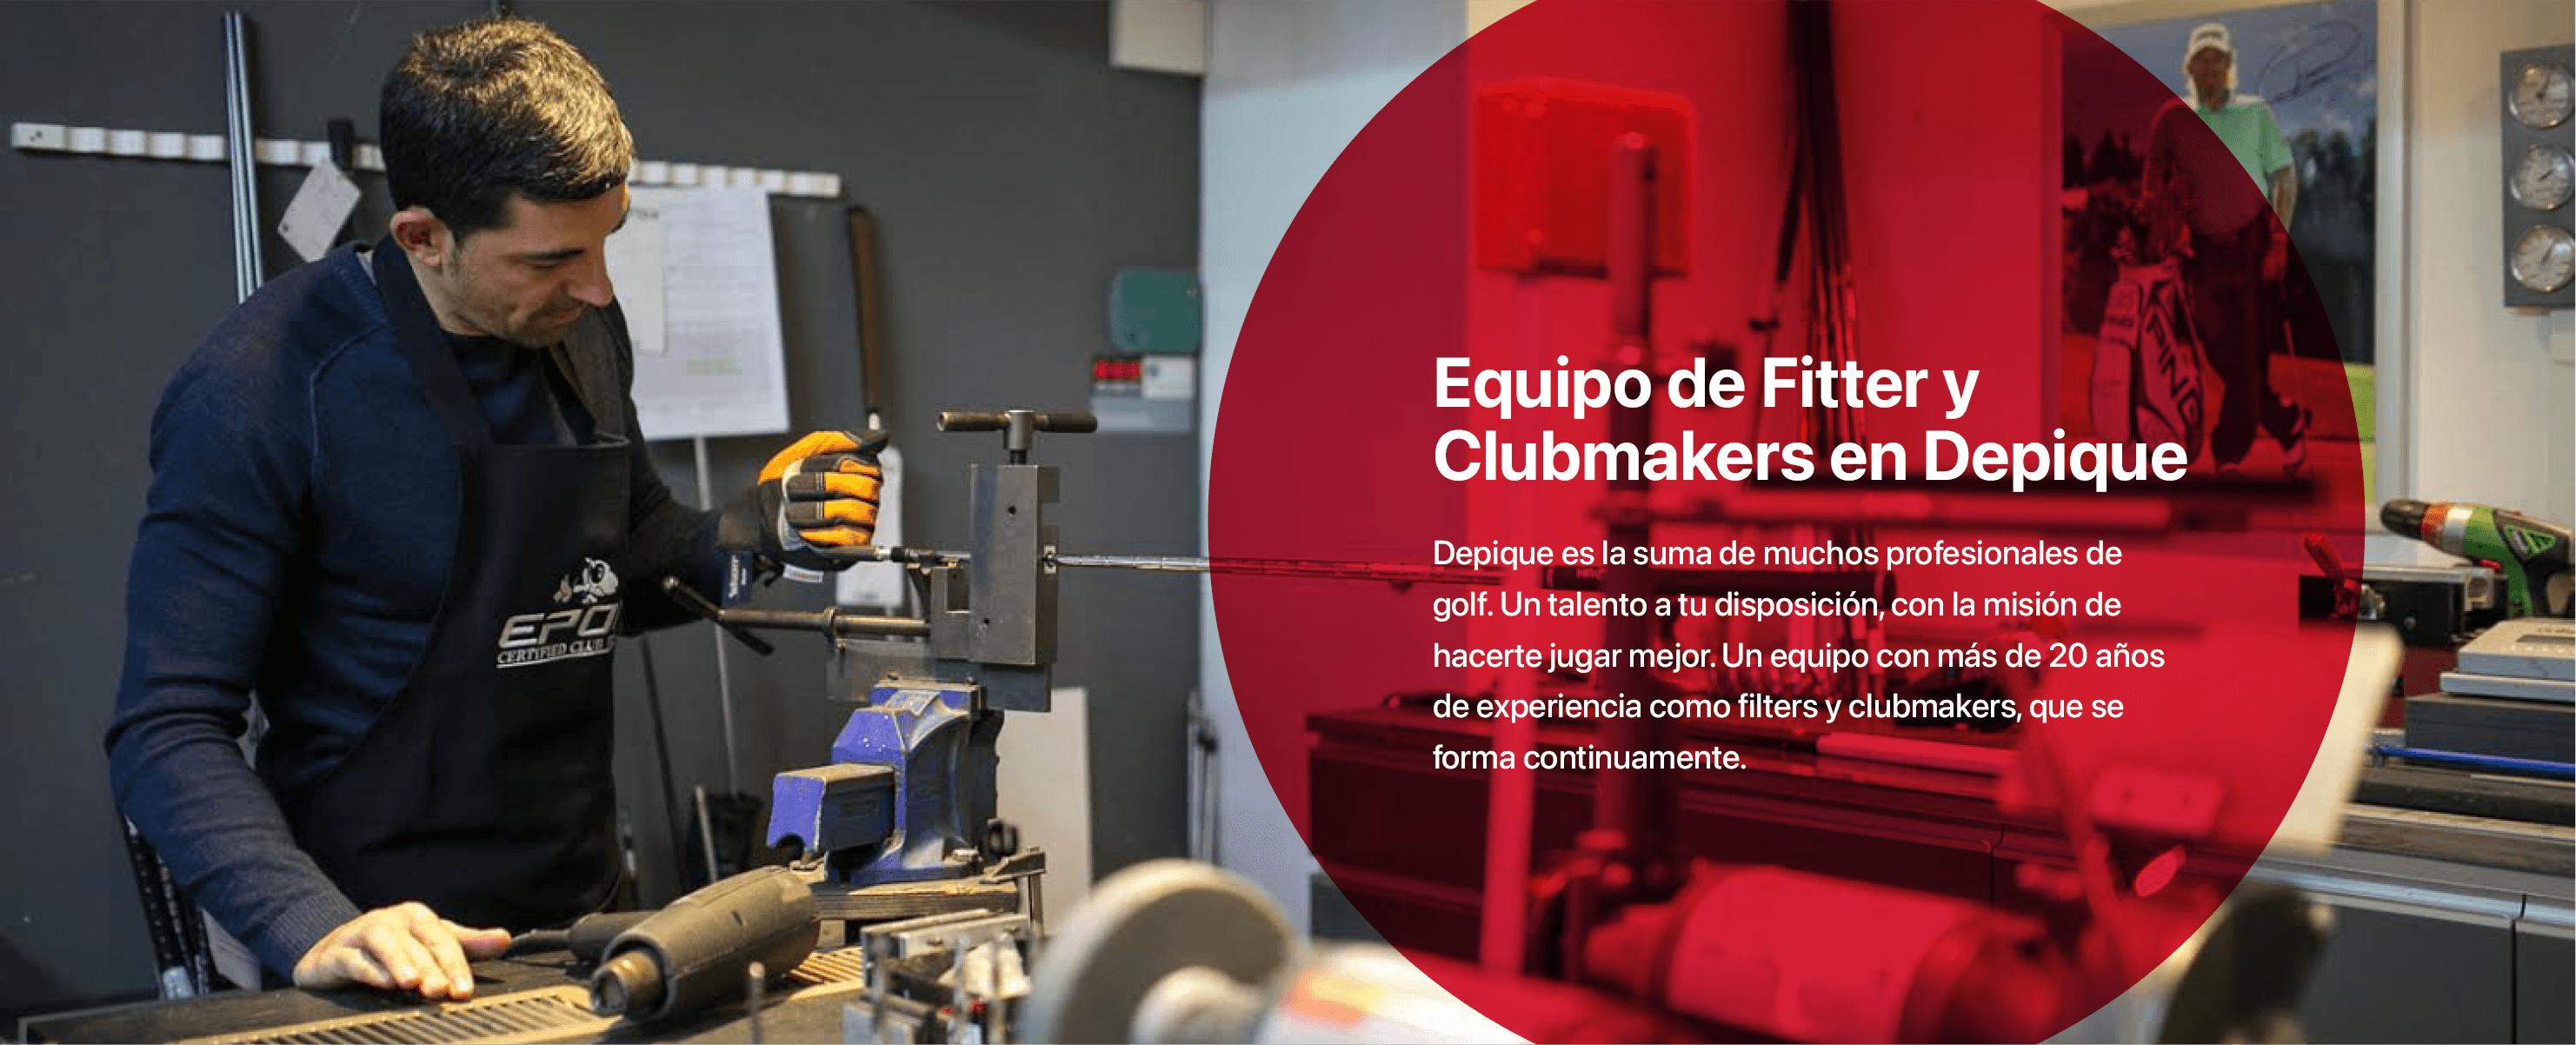 Equipo de Fitter y
Clubmakers en Depique
Depique es la suma de muchos profesionales de
golf. Un talento a tu disposición, con la misión de
hacerte jugar mejor. Un equipo con más de 20 años
de experiencia como filters y clubmakers, que se
forma continuamente.
CERTIFIED CLUB
PING
PING